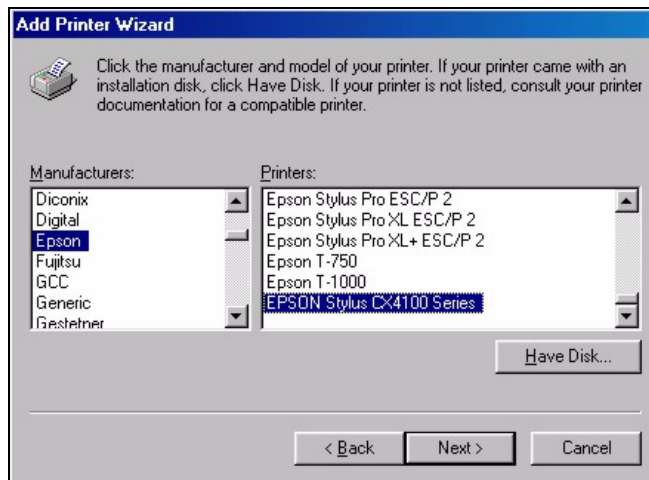 Add Printer Wizard
Click the manufacturer and model of your printer. If your printer came with an
installation disk, click Have Disk. If your printer is not listed, consult your printer
documentation for a compatible printer.
Manufacturers:
Diconix
Digital
Epson
Fujitsu
GCC
Generic
Gestetner
Printers:
Epson Stylus Pro ESC/P 2
Epson Stylus Pro XL ESC/P 2
Epson Stylus Pro XL+ ESC/P 2
Epson T-750
Epson T-1000
EPSON Stylus CX4100 Series
Have Disk...
< Back
Next >
Cancel